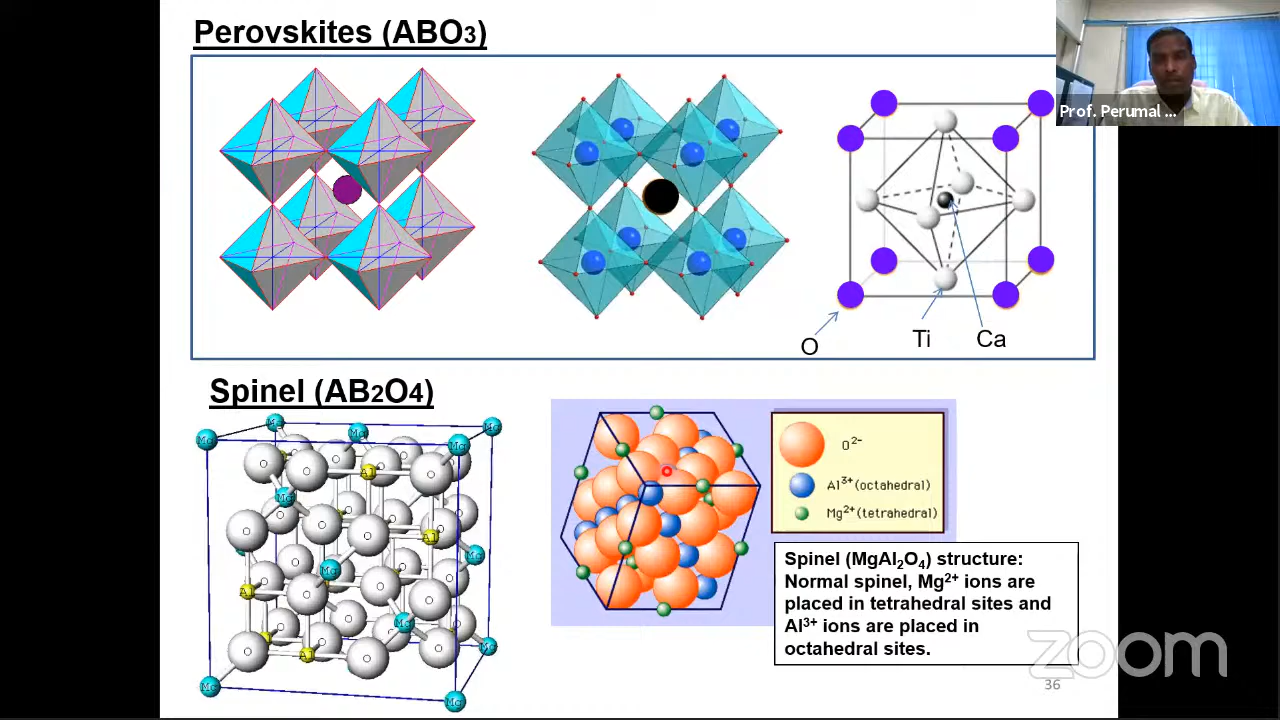 Perovskites (ABO3)
Prof. Perumal ...
O
Ti
Ca
Spinel (AB2O4)
O²⁻
Al³⁺(octahedral)
Mg²⁺(tetrahedral)
Spinel (MgAl₂O₄) structure:
Normal spinel, Mg²⁺ ions are
placed in tetrahedral sites and
Al³⁺ ions are placed in
octahedral sites.
zoom
36